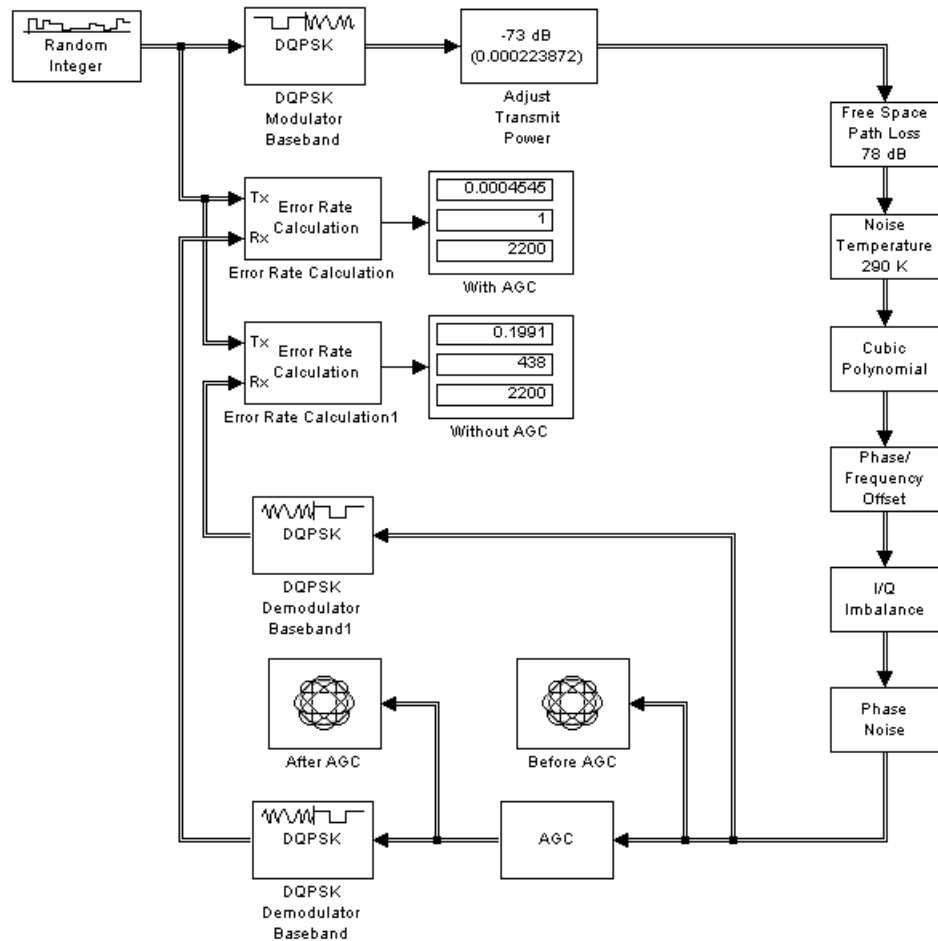 Random
Integer
DQPSK
DQPSK
Modulator
Baseband
-73 dB
(0.000223872)
Adjust
Transmit
Power
Free Space
Path Loss
78 dB
Tx
Rx
Error Rate
Calculation
Error Rate Calculation
0.0004545
1
2200
With AGC
Noise
Temperature
290 K
Tx
Rx
Error Rate
Calculation
Error Rate Calculation1
0.1991
438
2200
Without AGC
Cubic
Polynomial
Phase/
Frequency
Offset
DQPSK
DQPSK
Demodulator
Baseband1
I/Q
Imbalance
After AGC
Before AGC
Phase
Noise
DQPSK
DQPSK
Demodulator
Baseband
AGC